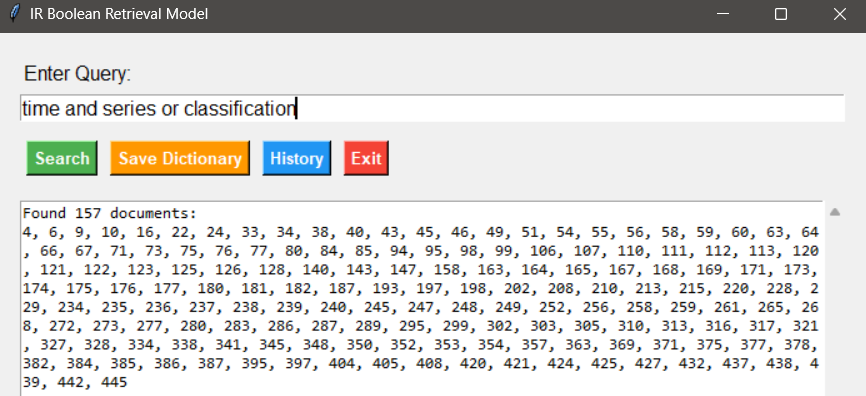 IR Boolean Retrieval Model
Enter Query:
time and series or classification
Search Save Dictionary History Exit
Found 157 documents:
4, 6, 9, 10, 16, 22, 24, 33, 34, 38, 40, 43, 45, 46, 49, 51, 54, 55, 56, 58, 59, 60, 63, 64
, 66, 67, 71, 73, 75, 76, 77, 80, 84, 85, 94, 95, 98, 99, 106, 107, 110, 111, 112, 113, 120
, 121, 122, 123, 125, 126, 128, 140, 143, 147, 158, 163, 164, 165, 167, 168, 169, 171, 173,
174, 175, 176, 177, 180, 181, 182, 187, 193, 197, 198, 202, 208, 210, 213, 215, 220, 228, 2
29, 234, 235, 236, 237, 238, 239, 240, 245, 247, 248, 249, 252, 256, 258, 259, 261, 265, 26
8, 272, 273, 277, 280, 283, 286, 287, 289, 295, 299, 302, 303, 305, 310, 313, 316, 317, 321
, 327, 328, 334, 338, 341, 345, 348, 350, 352, 353, 354, 357, 363, 369, 371, 375, 377, 378,
382, 384, 385, 386, 387, 395, 397, 404, 405, 408, 420, 421, 424, 425, 427, 432, 437, 438, 4
39, 442, 445